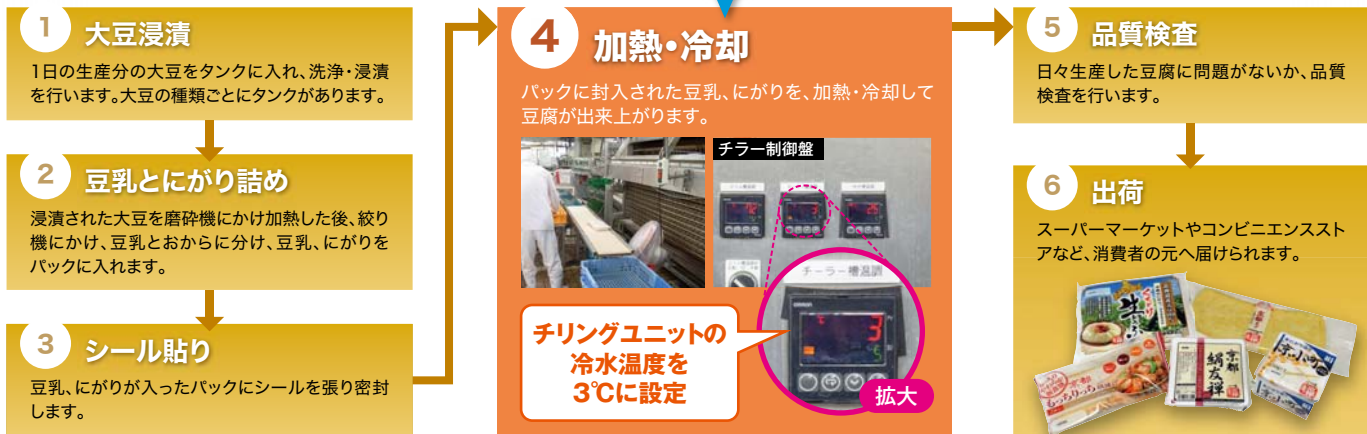 1 大豆浸漬
1日の生産分の大豆をタンクに入れ、洗浄・浸漬
を行います。大豆の種類ごとにタンクがあります。
2 豆乳とにがり詰め
浸漬された大豆を磨砕機にかけ加熱した後、絞り
機にかけ、豆乳とおからに分け、豆乳、にがりを
パックに入れます。
3 シール貼り
豆乳、にがりが入ったパックにシールを張り密封
します。
4 加熱・冷却
パックに封入された豆乳、にがりを、加熱・冷却して
豆腐が出来上がります。
チラー制御盤
チーラー槽温調
omron
3
5
チリングユニットの
冷水温度を
3℃に設定
拡大
5 品質検査
日々生産した豆腐に問題がないか、品質
検査を行います。
6 出荷
スーパーマーケットやコンビニエンススト
アなど、消費者の元へ届けられます。
京都
絹友禅